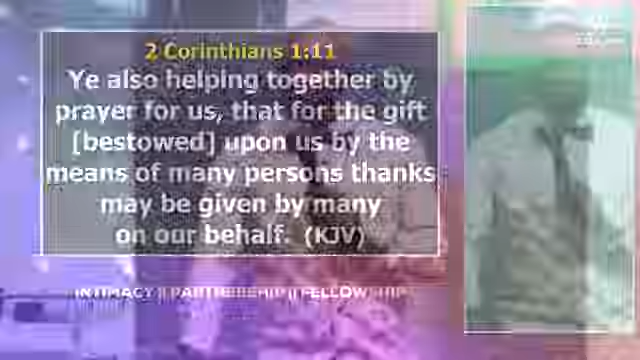 2 Corinthians 1:11
Ye also helping together by
prayer for us, that for the gift
[bestowed] upon us by the
means of many persons thanks
may be given by many
on our behalf. (KJV)
INTIMACY || PARTNERSHIP || FELLOWSHIP